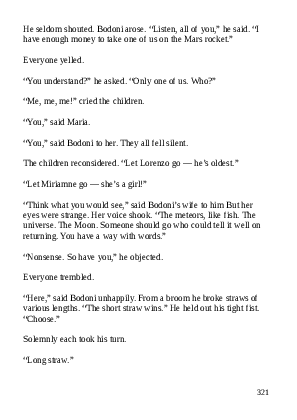 He seldom shouted. Bodoni arose. “Listen, all of you,” he said. “I
have enough money to take one of us on the Mars rocket.”
Everyone yelled.
“You understand?” he asked. “Only one of us. Who?”
“Me, me, me!” cried the children.
“You,” said Maria.
“You,” said Bodoni to her. They all fell silent.
The children reconsidered. “Let Lorenzo go — he’s oldest.”
“Let Miriamne go — she’s a girl!”
“Think what you would see,” said Bodoni’s wife to him But her
eyes were strange. Her voice shook. “The meteors, like fish. The
universe. The Moon. Someone should go who could tell it well on
returning. You have a way with words.”
“Nonsense. So have you,” he objected.
Everyone trembled.
“Here,” said Bodoni unhappily. From a broom he broke straws of
various lengths. “The short straw wins.” He held out his tight fist.
“Choose.”
Solemnly each took his turn.
“Long straw.”
321